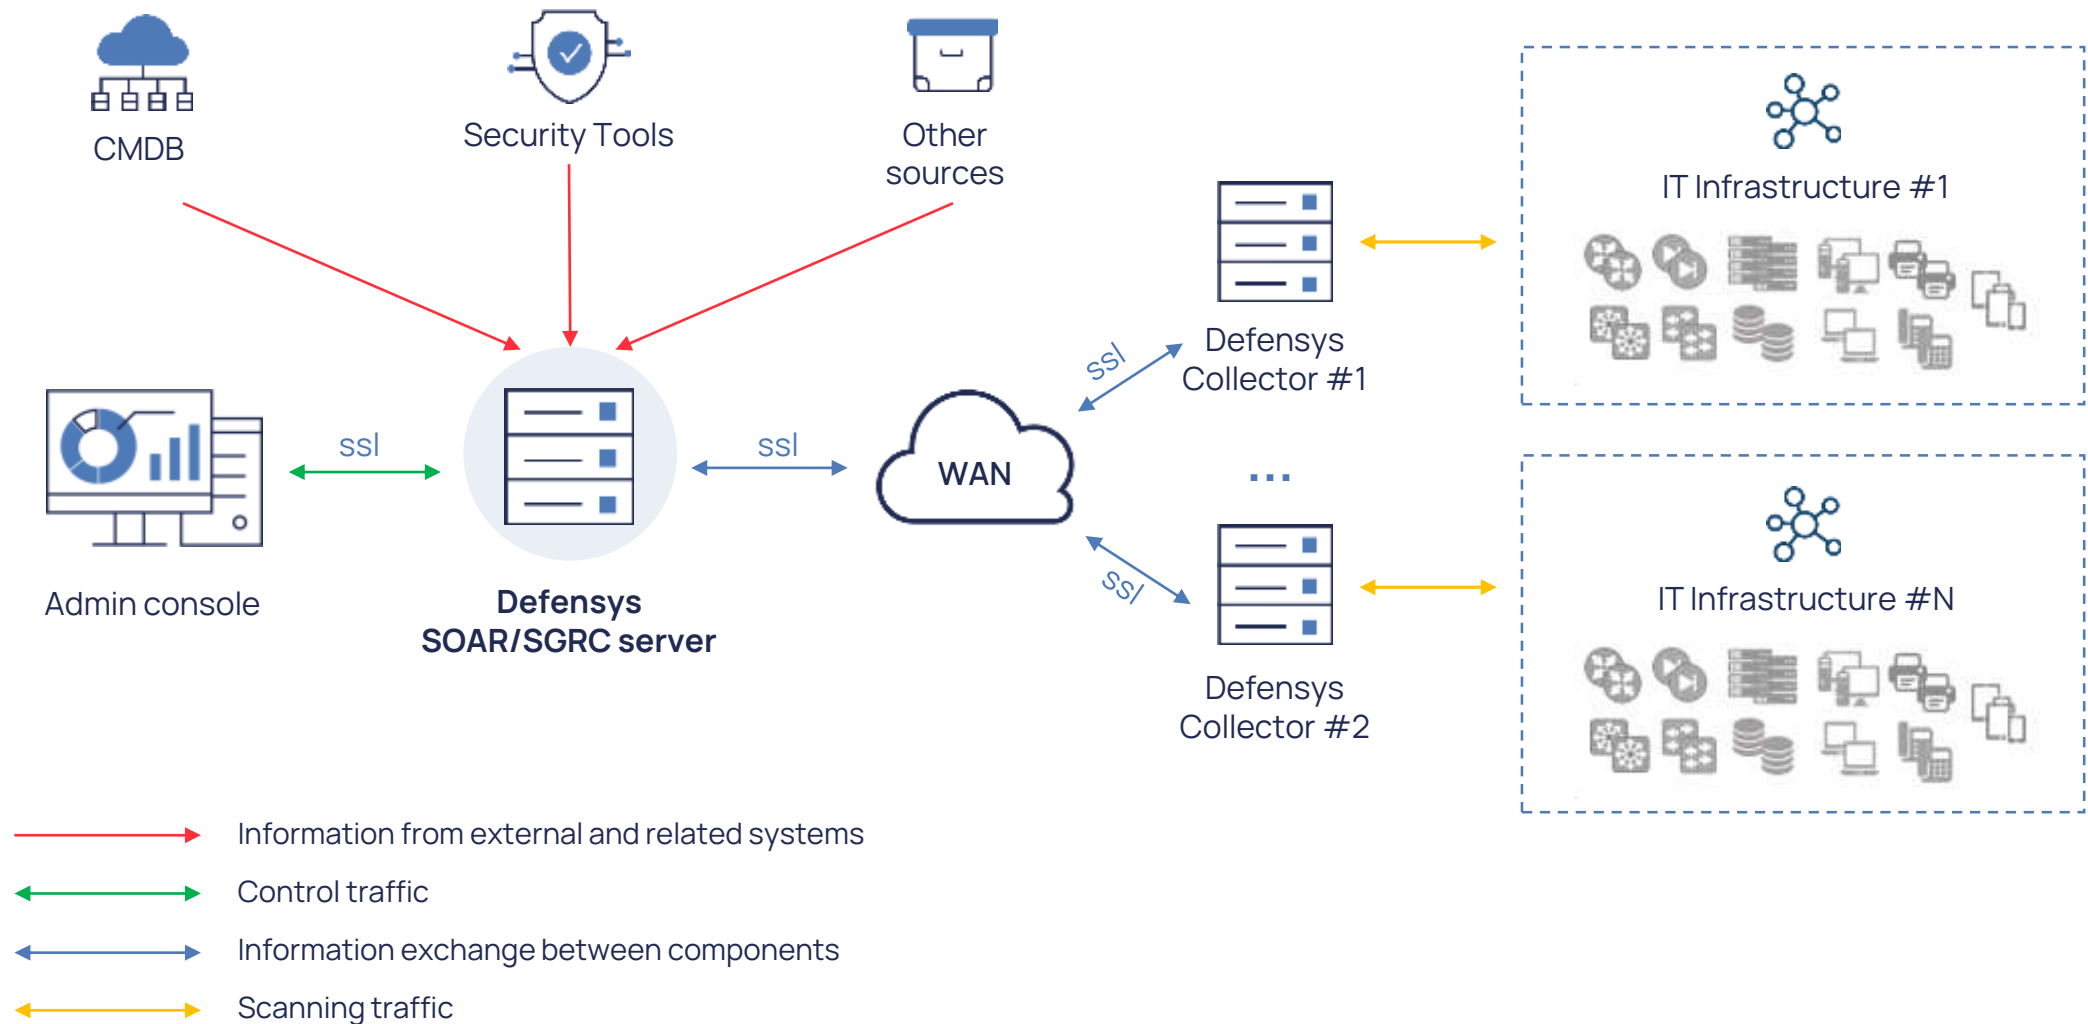 CMDB
Security Tools
Other
sources
IT Infrastructure #1
Defensys
Collector #1
ssl
Admin console
ssl
Defensys
SOAR/SGRC server
ssl
WAN
...
ssl
Defensys
Collector #2
IT Infrastructure #N
Information from external and related systems
Control traffic
Information exchange between components
Scanning traffic